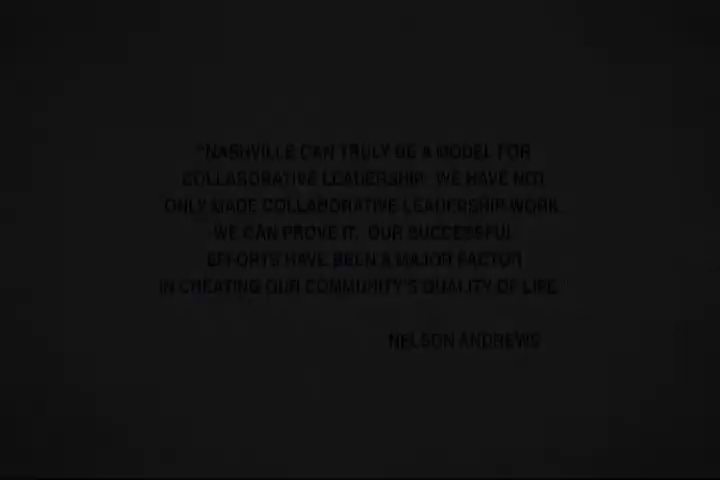 "NASHVILLE CAN TRULY BE A MODEL FOR
COLLABORATIVE LEADERSHIP. WE HAVE NOT
ONLY MADE COLLABORATIVE LEADERSHIP WORK,
WE CAN PROVE IT. OUR SUCCESSFUL
EFFORTS HAVE BEEN A MAJOR FACTOR
IN CREATING OUR COMMUNITY'S QUALITY OF LIFE."
NELSON ANDREWS